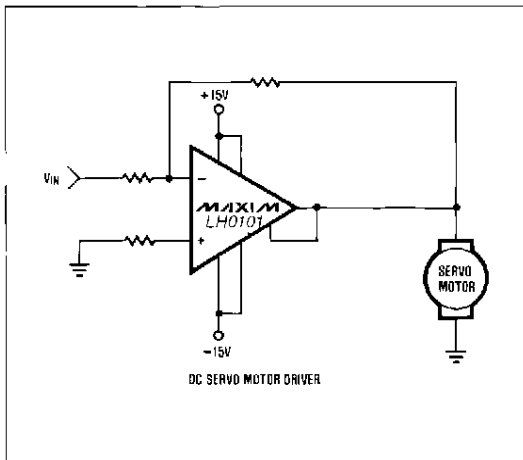 +15V
VIN
−
MAXIM
LH0101
+
SERVO
MOTOR
−15V
DC SERVO MOTOR DRIVER